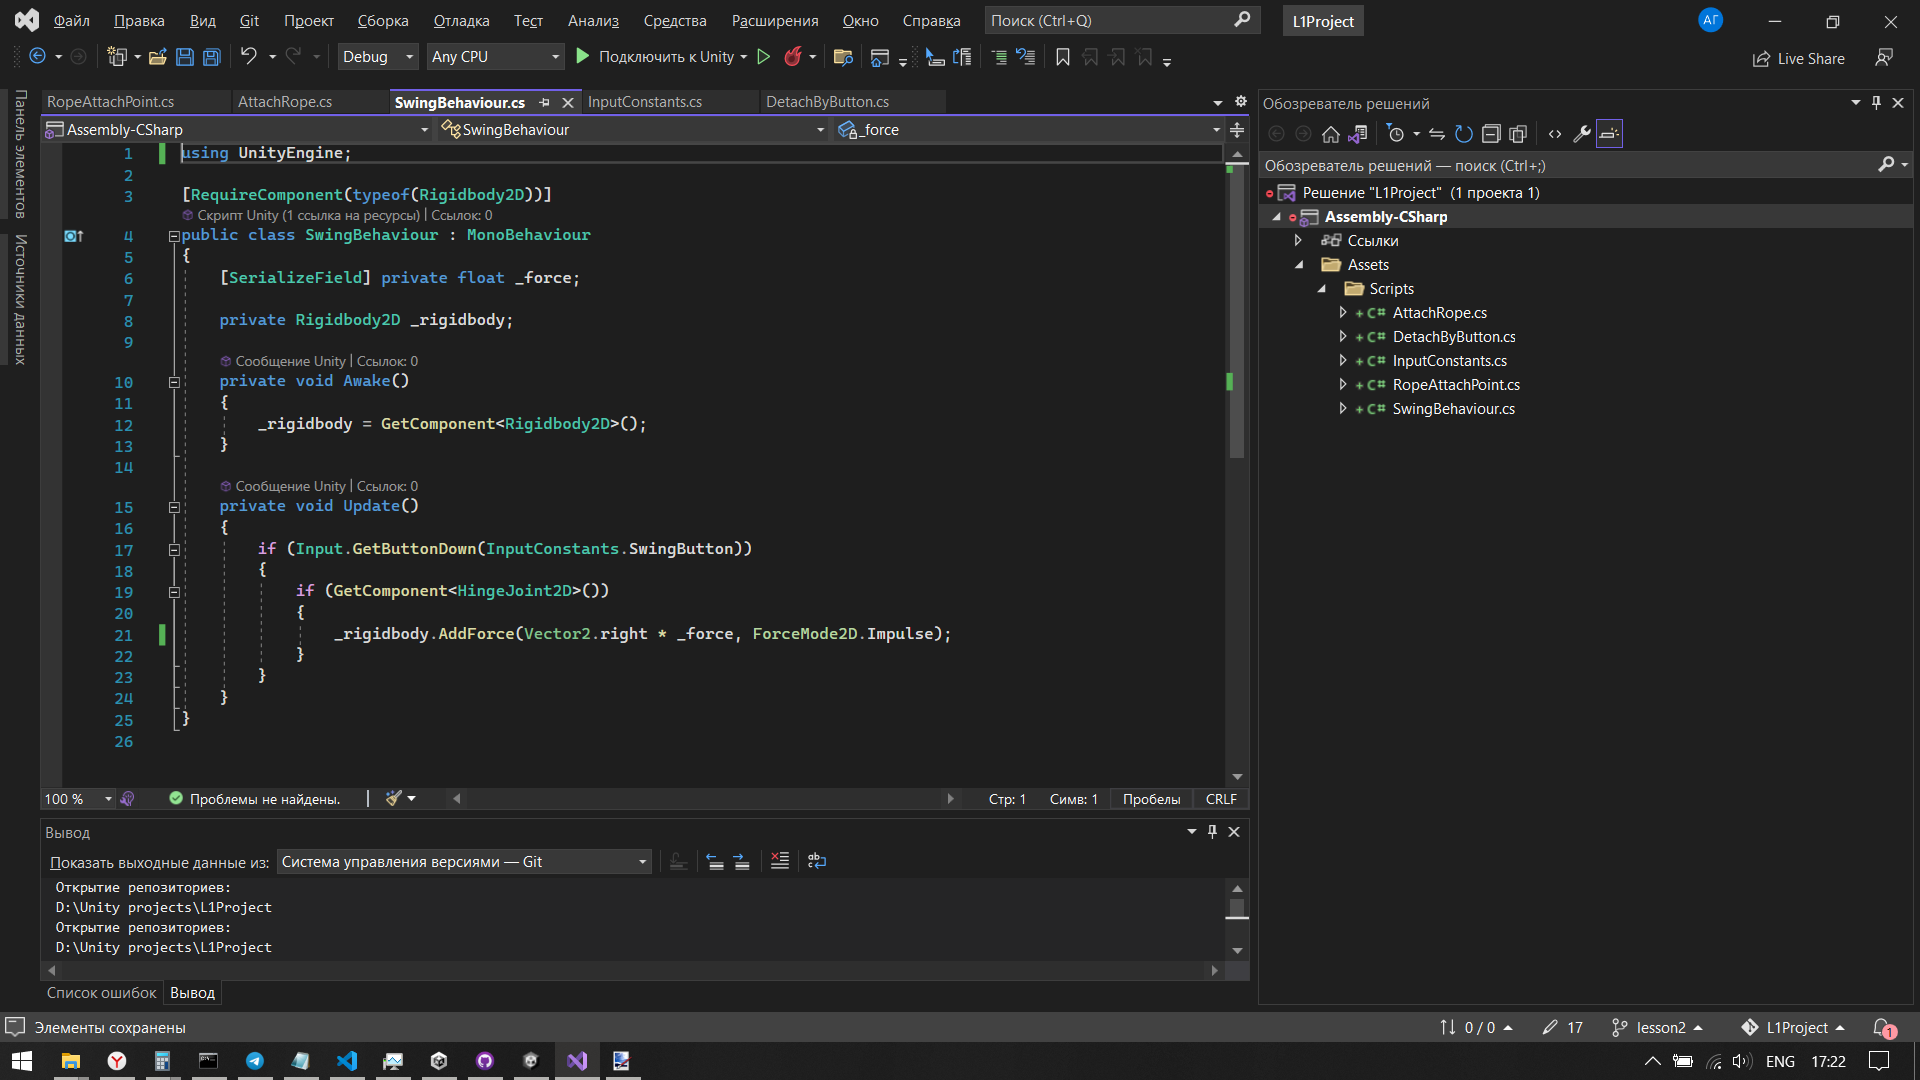 Файл Правка Вид Git Проект Сборка Отладка Тест Анализ Средства Расширения Окно Справка Поиск (Ctrl+Q) L1Project АГ
Debug Any CPU Подключить к Unity Live Share
Панель элементов
Источники данных
RopeAttachPoint.cs AttachRope.cs SwingBehaviour.cs InputConstants.cs DetachByButton.cs
Assembly-CSharp SwingBehaviour _force
1 using UnityEngine;
2
3 [RequireComponent(typeof(Rigidbody2D))]
Скрипт Unity (1 ссылка на ресурсы) | Ссылок: 0
4 public class SwingBehaviour : MonoBehaviour
5 {
6 [SerializeField] private float _force;
7
8 private Rigidbody2D _rigidbody;
9
Сообщение Unity | Ссылок: 0
10 private void Awake()
11 {
12 _rigidbody = GetComponent<Rigidbody2D>();
13 }
14
Сообщение Unity | Ссылок: 0
15 private void Update()
16 {
17 if (Input.GetButtonDown(InputConstants.SwingButton))
18 {
19 if (GetComponent<HingeJoint2D>())
20 {
21 _rigidbody.AddForce(Vector2.right * _force, ForceMode2D.Impulse);
22 }
23 }
24 }
25 }
26
100 % Проблемы не найдены. Стр: 1 Симв: 1 Пробелы CRLF
Вывод
Показать выходные данные из: Система управления версиями — Git
Открытие репозиториев:
D:\Unity projects\L1Project
Открытие репозиториев:
D:\Unity projects\L1Project
Список ошибок Вывод
Обозреватель решений
Обозреватель решений — поиск (Ctrl+;)
Решение "L1Project" (1 проекта 1)
Assembly-CSharp
Ссылки
Assets
Scripts
C# AttachRope.cs
C# DetachByButton.cs
C# InputConstants.cs
C# RopeAttachPoint.cs
C# SwingBehaviour.cs
Элементы сохранены 0 / 0 17 lesson2 L1Project 1
ENG 17:22